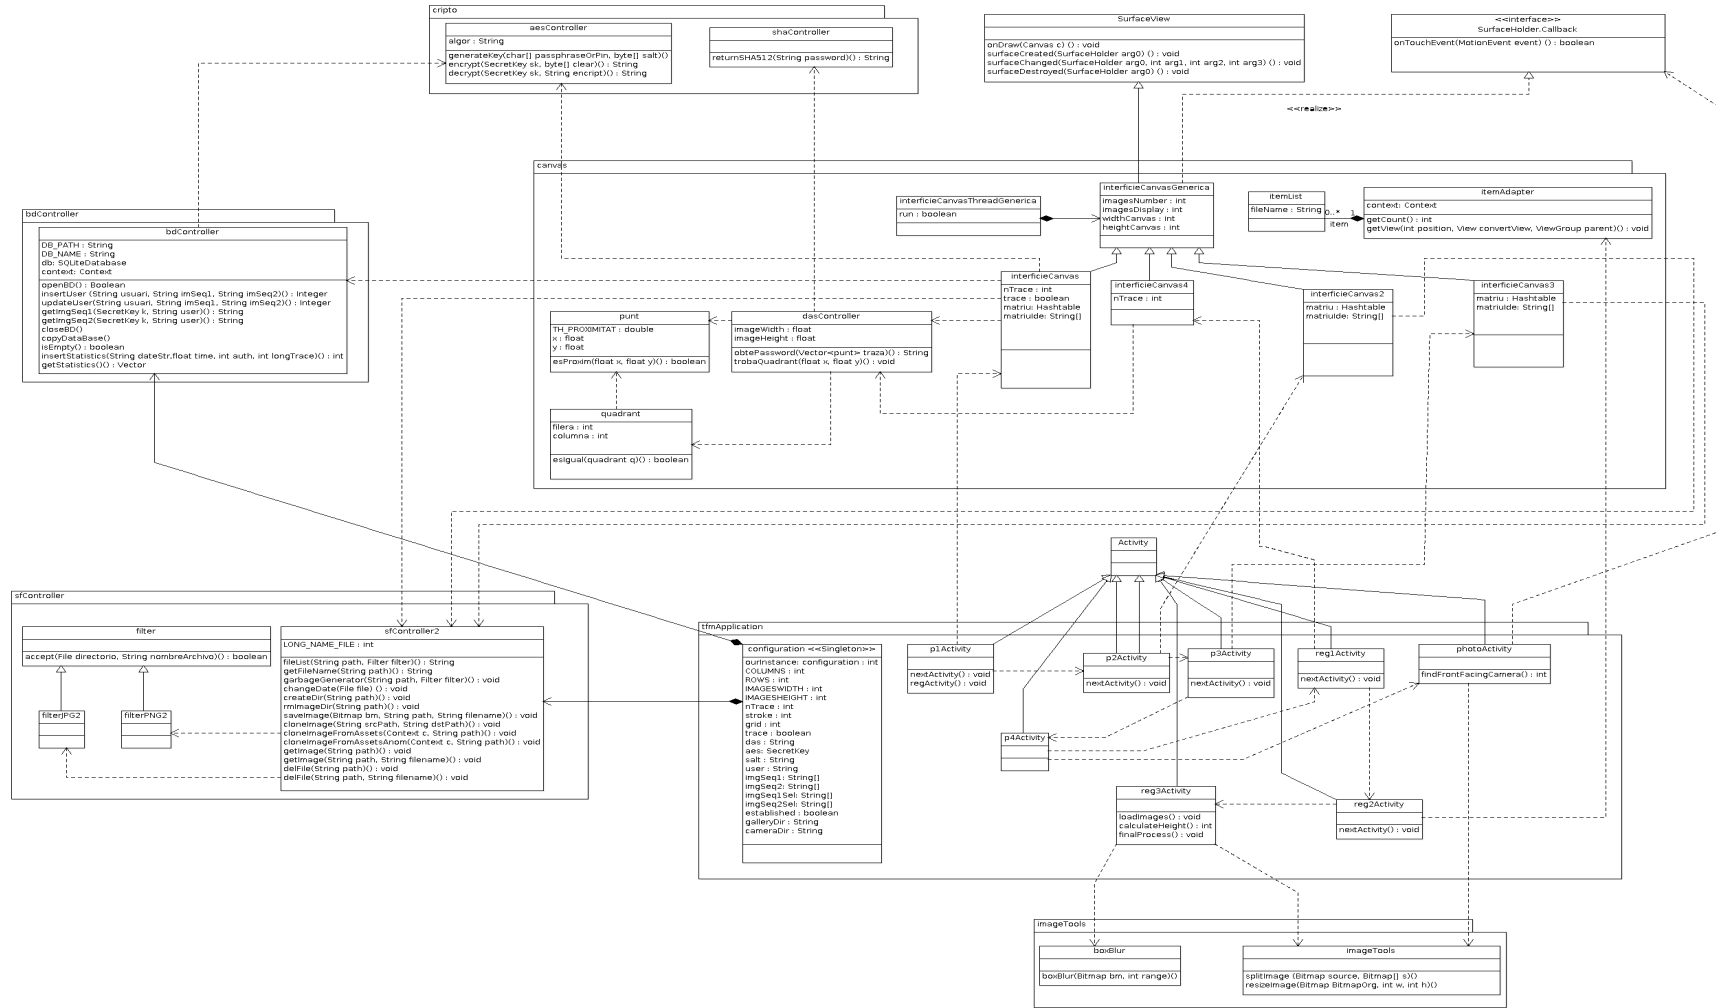 cripto
aesController
algor : String
generateKey(char[] passphraseOrPin, byte[] salt)()
encrypt(SecretKey sk, byte[] clear)() : String
decrypt(SecretKey sk, String encript)() : String
shaController
returnSHA512(String password)() : String
SurfaceView
onDraw(Canvas c) () : void
surfaceCreated(SurfaceHolder arg0) () : void
surfaceChanged(SurfaceHolder arg0, int arg1, int arg2, int arg3) () : void
surfaceDestroyed(SurfaceHolder arg0) () : void
<<interface>>
SurfaceHolder.Callback
onTouchEvent(MotionEvent event) () : boolean
<<realize>>
canvas
interficieCanvasThreadGenerica
run : boolean
interficieCanvasGenerica
imagesNumber : int
imagesDisplay : int
widthCanvas : int
heightCanvas : int
itemList
fileName : String
0..*
1
item
itemAdapter
context: Context
getCount() : int
getView(int position, View convertView, ViewGroup parent)() : void
bdController
bdController
DB_PATH : String
DB_NAME : String
db: SQLiteDatabase
context: Context
openBD() : Boolean
insertUser (String usuari, String imSeq1, String imSeq2)() : Integer
updateUser(String usuari, String imSeq1, String imSeq2)() : Integer
getImgSeq1(SecretKey k, String user)() : String
getImgSeq2(SecretKey k, String user)() : String
closeBD()
copyDataBase()
isEmpty() : boolean
insertStatistics(String dateStr,float time, int auth, int longTrace)() : int
getStatistics()() : Vector
punt
TH_PROXIMITAT : double
x : float
y : float
esProxim(float x, float y)() : boolean
dasController
imageWidth : float
imageHeight : float
obtePassword(Vector<punt> traza)() : String
trobaQuadrant(float x, float y)() : void
interficieCanvas
nTrace : int
trace : boolean
matriu: Hashtable
matriuIde: String[]
interficieCanvas4
nTrace : int
interficieCanvas2
matriu : Hashtable
matriuIde: String[]
interficieCanvas3
matriu : Hashtable
matriuIde: String[]
quadrant
filera : int
columna : int
esIgual(quadrant q)() : boolean
Activity
sfController
filter
accept(File directorio, String nombreArchivo)() : boolean
filterJPG2
filterPNG2
sfController2
LONG_NAME_FILE : int
fileList(String path, Filter filter)() : String
getFileName(String path)() : String
garbageGenerator(String path, Filter filter)() : void
changeDate(File file) () : void
createDir(String path)() : void
rmImageDir(String path)() : void
saveImage(Bitmap bm, String path, String filename)() : void
cloneImage(String srcPath, String dstPath)() : void
cloneImageFromAssets(Context c, String path)() : void
cloneImageFromAssetsAnom(Context c, String path)() : void
getImage(String path)() : void
getImage(String path, String filename)() : void
delFile(String path)() : void
delFile(String path, String filename)() : void
tfmApplication
configuration <<Singleton>>
ourInstance: configuration : int
COLUMNS : int
ROWS : int
IMAGESWIDTH : int
IMAGESHEIGHT : int
nTrace : int
stroke : int
grid : int
trace : boolean
das : String
aes: SecretKey
salt : String
user : String
imgSeq1: String[]
imgSeq2: String[]
imgSeq1Sel: String[]
imgSeq2Sel: String[]
established : boolean
galleryDir : String
cameraDir : String
p1Activity
nextActivity() : void
regActivity() : void
p2Activity
nextActivity() : void
p3Activity
nextActivity() : void
reg1Activity
nextActivity() : void
photoActivity
findFrontFacingCamera() : int
p4Activity
reg3Activity
loadImages() : void
calculateHeight() : int
finalProcess() : void
reg2Activity
nextActivity() : void
imageTools
boxBlur
boxBlur(Bitmap bm, int range)()
imageTools
splitImage (Bitmap source, Bitmap[] s)()
resizeImage(Bitmap BitmapOrg, int w, int h)()